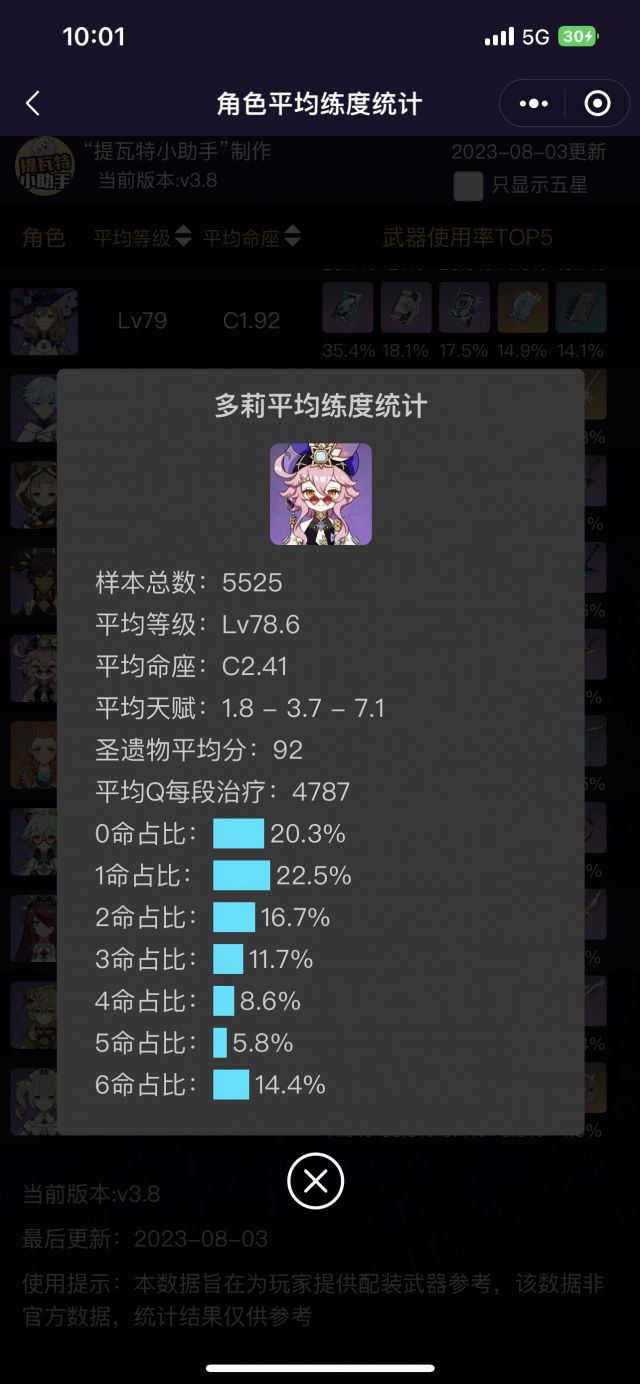 10:01
5G
30
角色平均练度统计
提瓦特
小助手
“提瓦特小助手”制作
2023-08-03更新
当前版本:v3.8
只显示五星
角色
平均等级
平均命座
武器使用率TOP5
Lv79
C1.92
35.4% 18.1% 17.5% 14.9% 14.1%
多莉平均练度统计
样本总数：5525
平均等级：Lv78.6
平均命座：C2.41
平均天赋：1.8 - 3.7 - 7.1
圣遗物平均分：92
平均Q每段治疗：4787
0命占比：20.3%
1命占比：22.5%
2命占比：16.7%
3命占比：11.7%
4命占比：8.6%
5命占比：5.8%
6命占比：14.4%
当前版本:v3.8
最后更新：2023-08-03
使用提示：本数据旨在为玩家提供配装武器参考，该数据非
官方数据，统计结果仅供参考